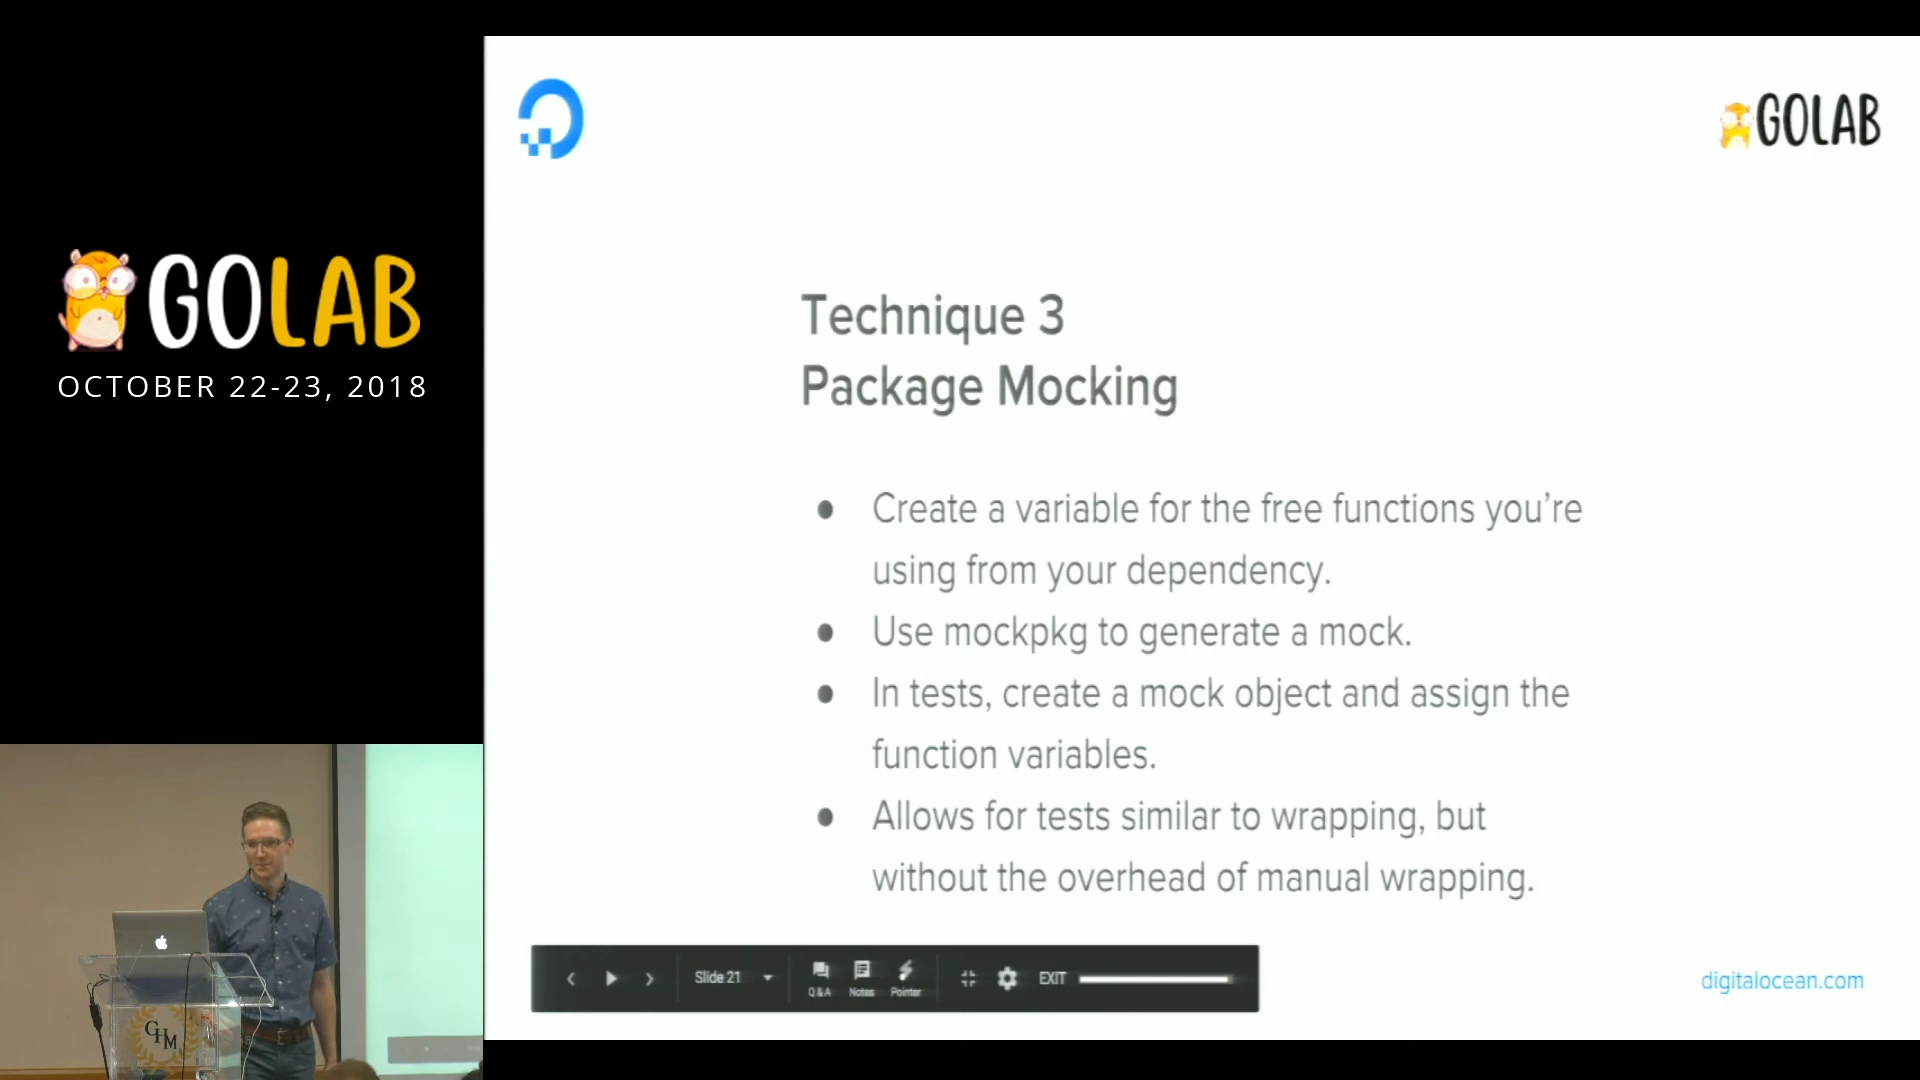 GOLAB
OCTOBER 22-23, 2018
GOLAB
Technique 3
Package Mocking
● Create a variable for the free functions you're
using from your dependency.
● Use mockpkg to generate a mock.
● In tests, create a mock object and assign the
function variables.
● Allows for tests similar to wrapping, but
without the overhead of manual wrapping.
Slide 21
Q&A
Notes
Pointer
EXIT
digitalocean.com
GHM